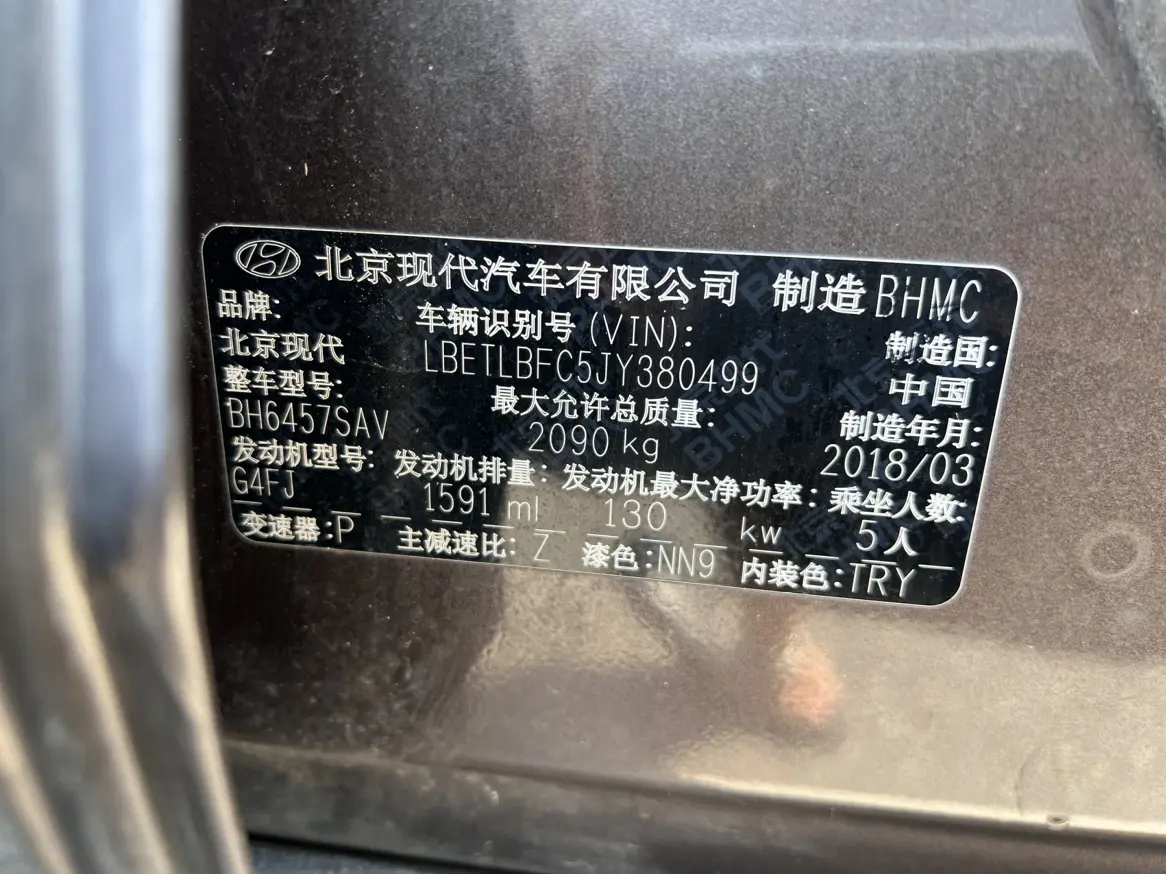 北京现代汽车有限公司 制造 BHMC
品牌: 车辆识别号 (VIN): 制造国:
北京现代 LBETLBFC5JY380499 中国
整车型号: 最大允许总质量: 制造年月:
BH6457SAV 2090 kg 2018/03
发动机型号: 发动机排量: 发动机最大净功率: 乘坐人数:
G4FJ 1591 ml 130 kw 5人
变速器:P 主减速比: Z 漆色:NN9 内装色:TRY